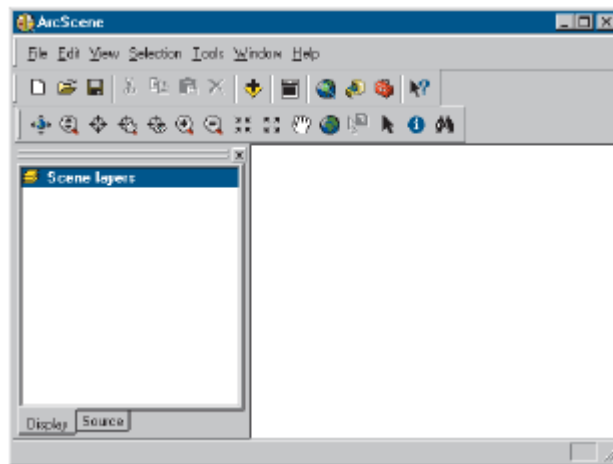 ArcScene
File Edit View Selection Tools Window Help
Scene layers
Display Source